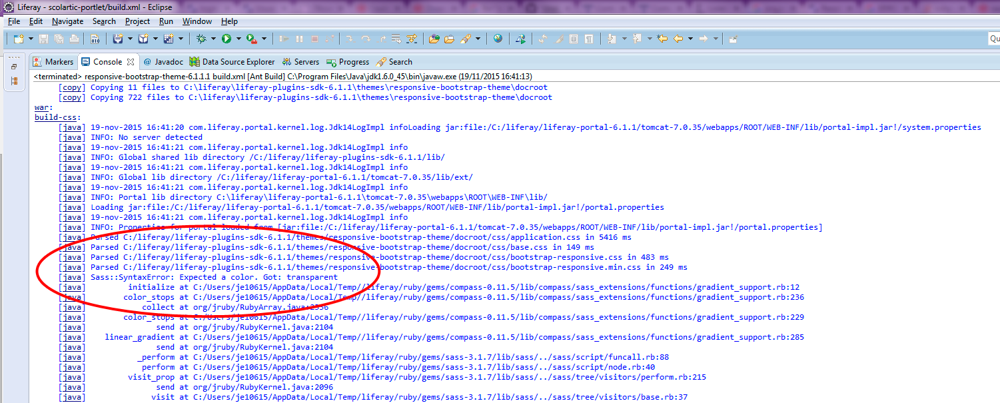 Liferay - scolartic-portlet/build.xml - Eclipse
File Edit Navigate Search Project Run Window Help
010
Qu
Markers Console @ Javadoc Data Source Explorer Servers Progress Search
<terminated> responsive-bootstrap-theme-6.1.1.1 build.xml [Ant Build] C:\Program Files\Java\jdk1.6.0_45\bin\javaw.exe (19/11/2015 16:41:13)
[copy] Copying 11 files to C:\liferay\liferay-plugins-sdk-6.1.1\themes\responsive-bootstrap-theme\docroot
[copy] Copying 722 files to C:\liferay\liferay-plugins-sdk-6.1.1\themes\responsive-bootstrap-theme\docroot
war:
build-css:
[java] 19-nov-2015 16:41:20 com.liferay.portal.kernel.log.Jdk14LogImpl infoLoading jar:file:/C:/liferay/liferay-portal-6.1.1/tomcat-7.0.35/webapps/ROOT/WEB-INF/lib/portal-impl.jar!/system.properties
[java] INFO: No server detected
[java] 19-nov-2015 16:41:21 com.liferay.portal.kernel.log.Jdk14LogImpl info
[java] INFO: Global shared lib directory /C:/liferay/liferay-plugins-sdk-6.1.1/lib/
[java] 19-nov-2015 16:41:21 com.liferay.portal.kernel.log.Jdk14LogImpl info
[java] INFO: Global lib directory /C:/liferay/liferay-portal-6.1.1/tomcat-7.0.35/lib/ext/
[java] 19-nov-2015 16:41:21 com.liferay.portal.kernel.log.Jdk14LogImpl info
[java] INFO: Portal lib directory C:\liferay\liferay-portal-6.1.1\tomcat-7.0.35\webapps\ROOT\WEB-INF\lib/
[java] Loading jar:file:/C:/liferay/liferay-portal-6.1.1/tomcat-7.0.35/webapps/ROOT/WEB-INF/lib/portal-impl.jar!/portal.properties
[java] 19-nov-2015 16:41:21 com.liferay.portal.kernel.log.Jdk14LogImpl info
[java] INFO: Properties for portal loaded from [jar:file:/C:/liferay/liferay-portal-6.1.1/tomcat-7.0.35/webapps/ROOT/WEB-INF/lib/portal-impl.jar!/portal.properties]
[java] Parsed C:/liferay/liferay-plugins-sdk-6.1.1/themes/responsive-bootstrap-theme/docroot/css/application.css in 5416 ms
[java] Parsed C:/liferay/liferay-plugins-sdk-6.1.1/themes/responsive-bootstrap-theme/docroot/css/base.css in 149 ms
[java] Parsed C:/liferay/liferay-plugins-sdk-6.1.1/themes/responsive-bootstrap-theme/docroot/css/bootstrap-responsive.css in 483 ms
[java] Parsed C:/liferay/liferay-plugins-sdk-6.1.1/themes/responsive-bootstrap-theme/docroot/css/bootstrap-responsive.min.css in 249 ms
[java] Sass::SyntaxError: Expected a color. Got: transparent
[java] initialize at C:/Users/je10615/AppData/Local/Temp//liferay/ruby/gems/compass-0.11.5/lib/compass/sass_extensions/functions/gradient_support.rb:12
[java] color_stops at C:/Users/je10615/AppData/Local/Temp//liferay/ruby/gems/compass-0.11.5/lib/compass/sass_extensions/functions/gradient_support.rb:236
[java] collect at org/jruby/RubyArray.java:2336
[java] color_stops at C:/Users/je10615/AppData/Local/Temp//liferay/ruby/gems/compass-0.11.5/lib/compass/sass_extensions/functions/gradient_support.rb:229
[java] send at org/jruby/RubyKernel.java:2104
[java] linear_gradient at C:/Users/je10615/AppData/Local/Temp//liferay/ruby/gems/compass-0.11.5/lib/compass/sass_extensions/functions/gradient_support.rb:285
[java] send at org/jruby/RubyKernel.java:2104
[java] _perform at C:/Users/je10615/AppData/Local/Temp//liferay/ruby/gems/sass-3.1.7/lib/sass/../sass/script/funcall.rb:88
[java] perform at C:/Users/je10615/AppData/Local/Temp//liferay/ruby/gems/sass-3.1.7/lib/sass/../sass/script/node.rb:40
[java] visit_prop at C:/Users/je10615/AppData/Local/Temp//liferay/ruby/gems/sass-3.1.7/lib/sass/../sass/tree/visitors/perform.rb:215
[java] send at org/jruby/RubyKernel.java:2096
[java] visit at C:/Users/je10615/AppData/Local/Temp//liferay/ruby/gems/sass-3.1.7/lib/sass/../sass/tree/visitors/base.rb:37